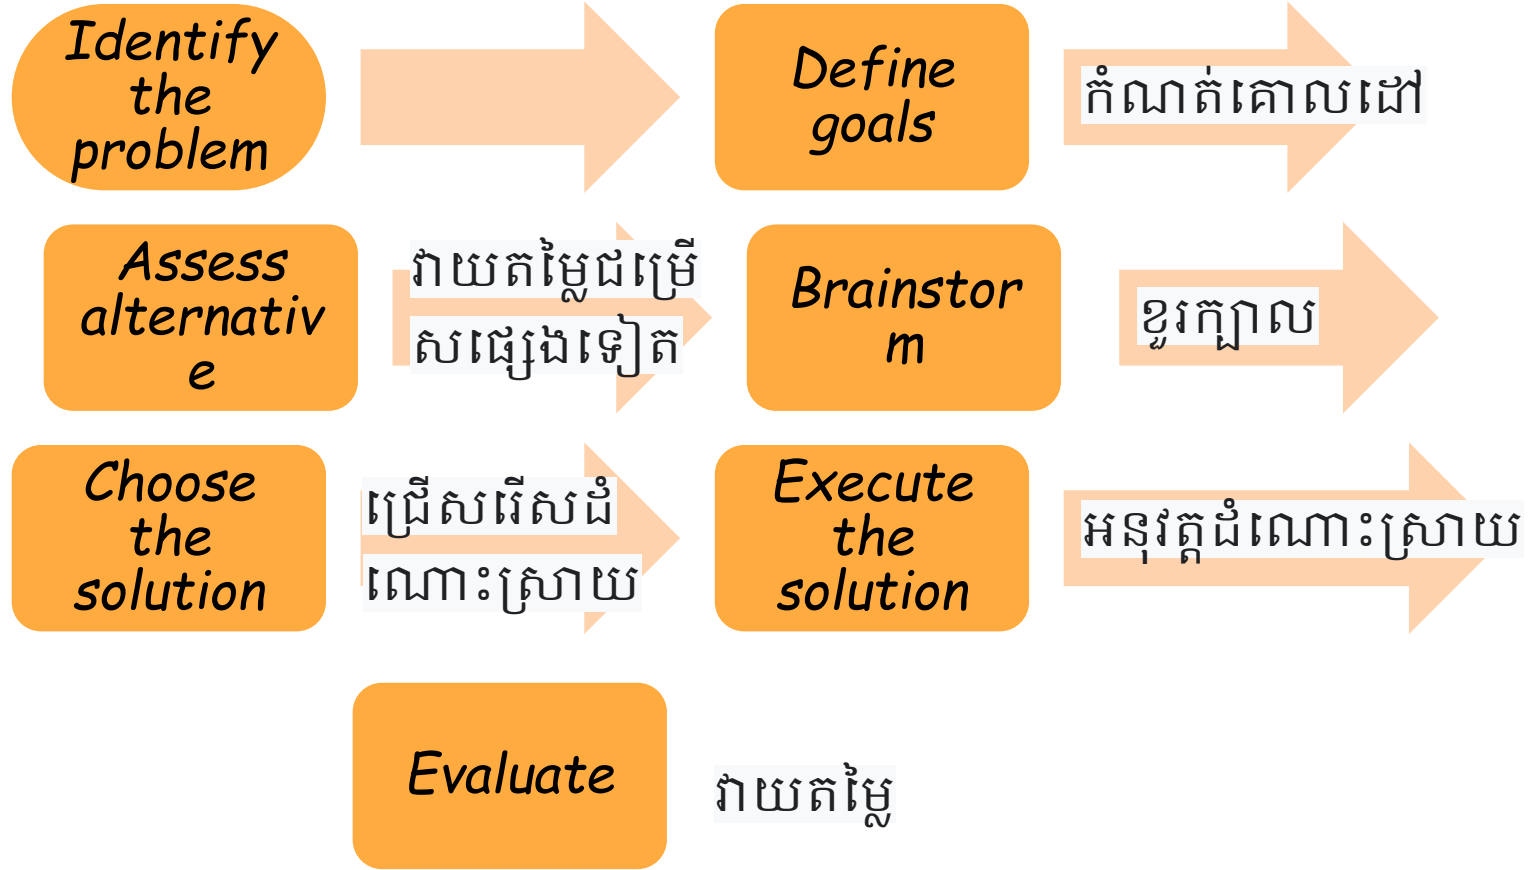 Identify
the
problem
Define
goals
កំណត់គោលដៅ
Assess
alternativ
e
វាយតម្លៃជម្រើ
សផ្សេងទៀត
Brainstor
m
ខួរក្បាល
Choose
the
solution
ជ្រើសរើសដំ
ណោះស្រាយ
Execute
the
solution
អនុវត្តដំណោះស្រាយ
Evaluate
វាយតម្លៃ